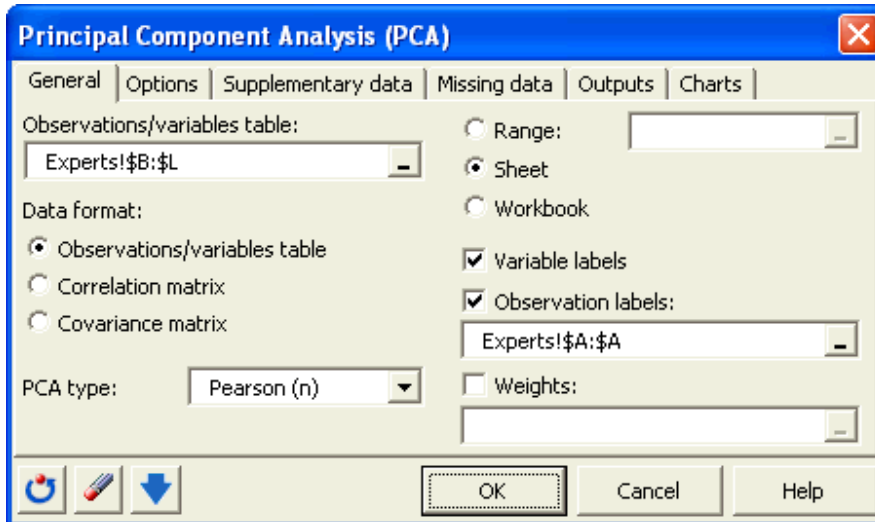 Principal Component Analysis (PCA)
General Options Supplementary data Missing data Outputs Charts
Observations/variables table:
Experts!$B:$L
Data format:
Observations/variables table
Correlation matrix
Covariance matrix
PCA type: Pearson (n)
Range:
Sheet
Workbook
Variable labels
Observation labels:
Experts!$A:$A
Weights:
OK Cancel Help